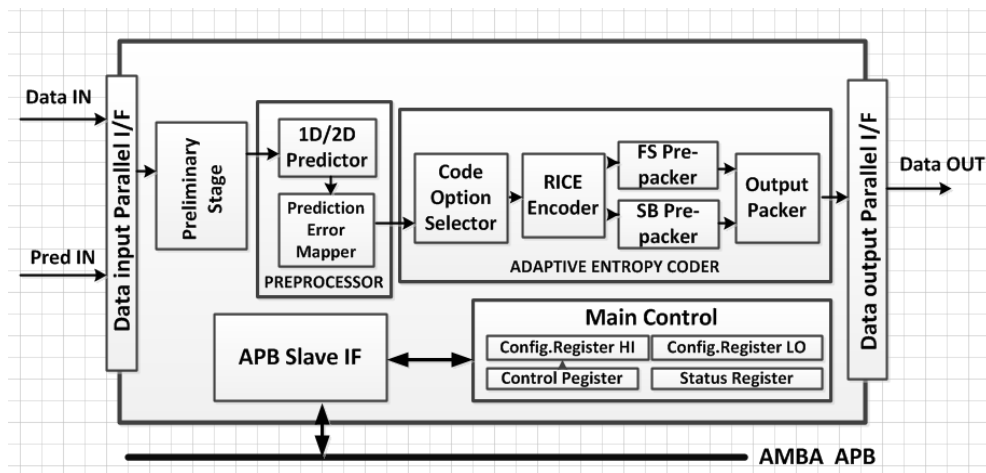 Data IN
Pred IN
Data input Parallel I/F
Preliminary
Stage
1D/2D
Predictor
Prediction
Error
Mapper
PREPROCESSOR
Code
Option
Selector
RICE
Encoder
FS Pre-
packer
SB Pre-
packer
Output
Packer
ADAPTIVE ENTROPY CODER
Data output Parallel I/F
Data OUT
APB Slave IF
Main Control
Config.Register HI
Config.Register LO
Control Pegister
Status Register
AMBA APB